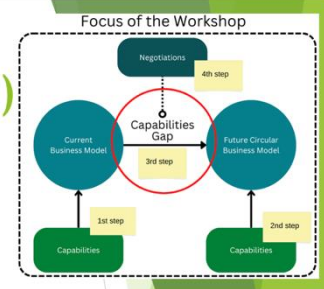 Focus of the Workshop
Negotiations
4th step
)
Capabilities
Gap
Current
Business Model
Future Circular
Business Model
3rd step
1st step
2nd step
Capabilities
Capabilities